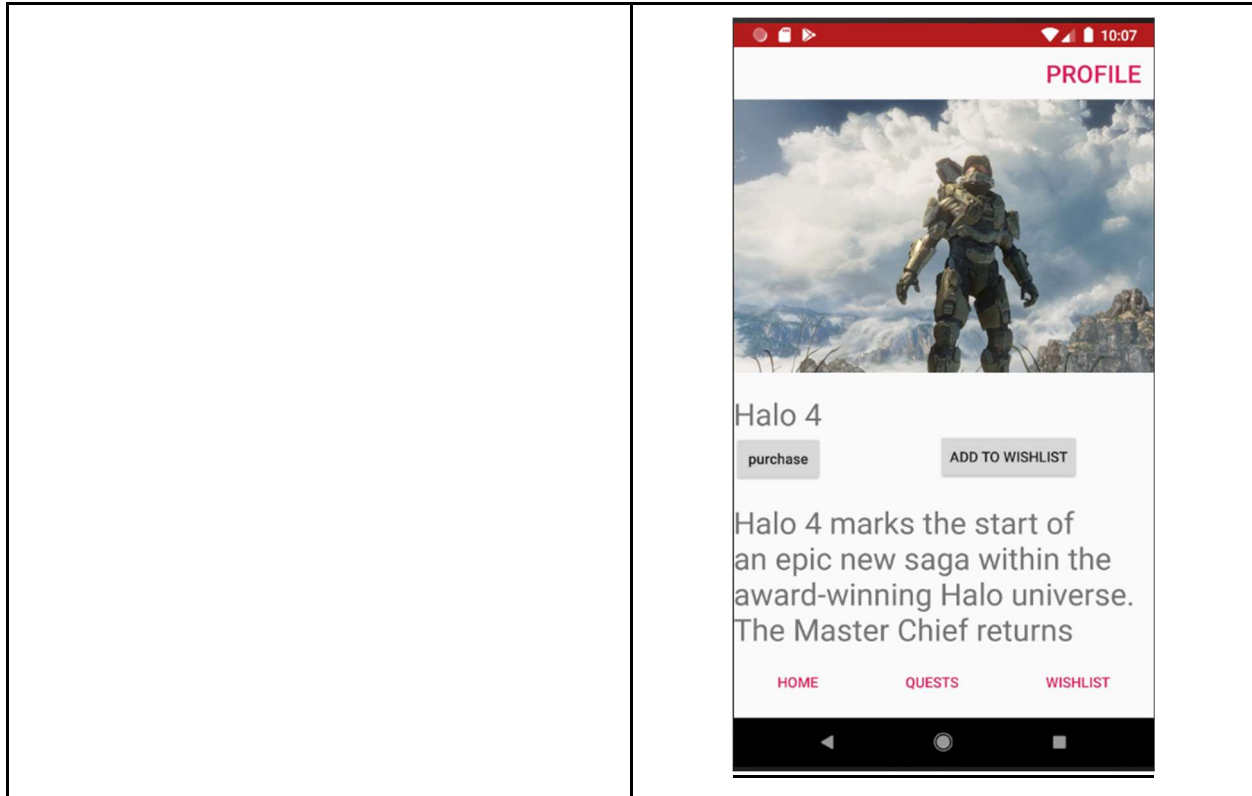 10:07
PROFILE
Halo 4
purchase
ADD TO WISHLIST
Halo 4 marks the start of
an epic new saga within the
award-winning Halo universe.
The Master Chief returns
HOME
QUESTS
WISHLIST